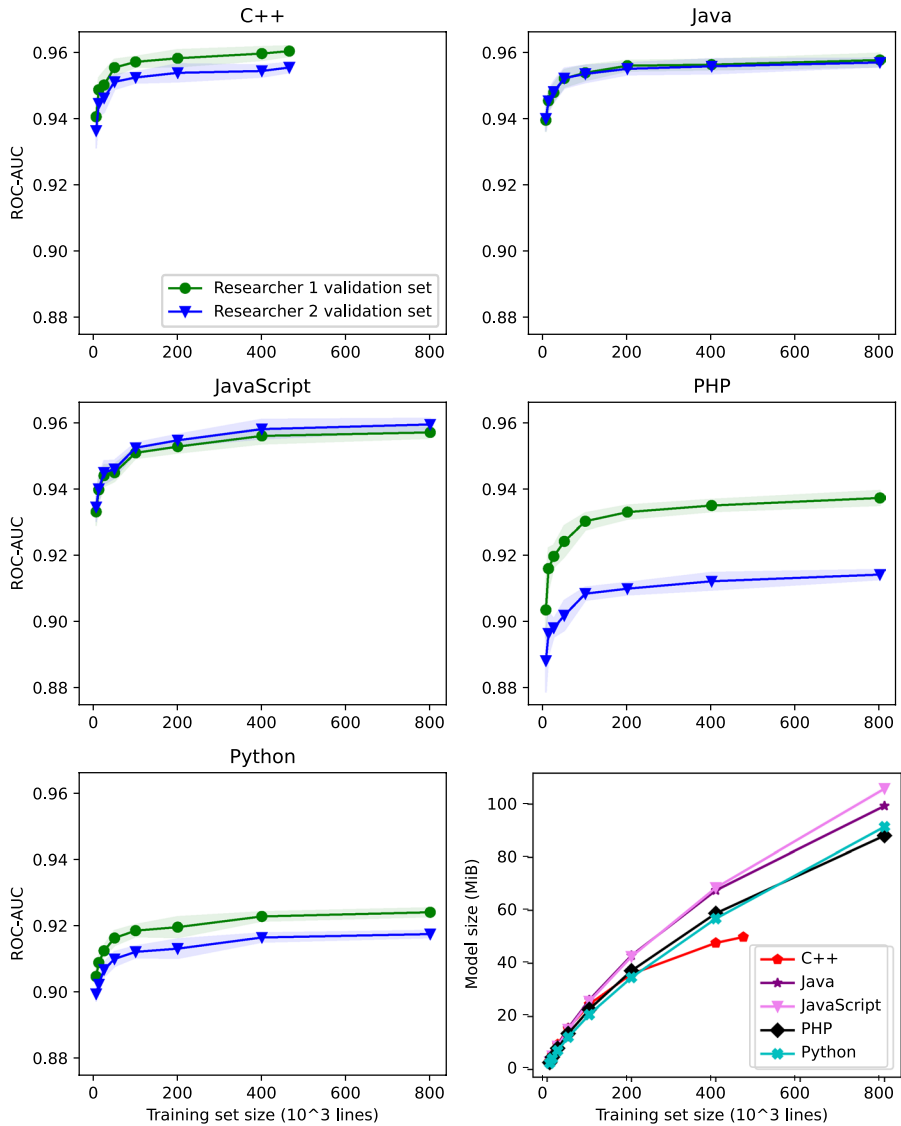 C++
0.96
0.94
0.92
0.90
0.88
ROC-AUC
Researcher 1 validation set
Researcher 2 validation set
0 200 400 600 800
Java
0.96
0.94
0.92
0.90
0.88
0 200 400 600 800
JavaScript
0.96
0.94
0.92
0.90
0.88
ROC-AUC
0 200 400 600 800
PHP
0.96
0.94
0.92
0.90
0.88
0 200 400 600 800
Python
0.96
0.94
0.92
0.90
0.88
ROC-AUC
0 200 400 600 800
Training set size (10^3 lines)
100
80
60
40
20
0
Model size (MiB)
C++
Java
JavaScript
PHP
Python
0 200 400 600 800
Training set size (10^3 lines)